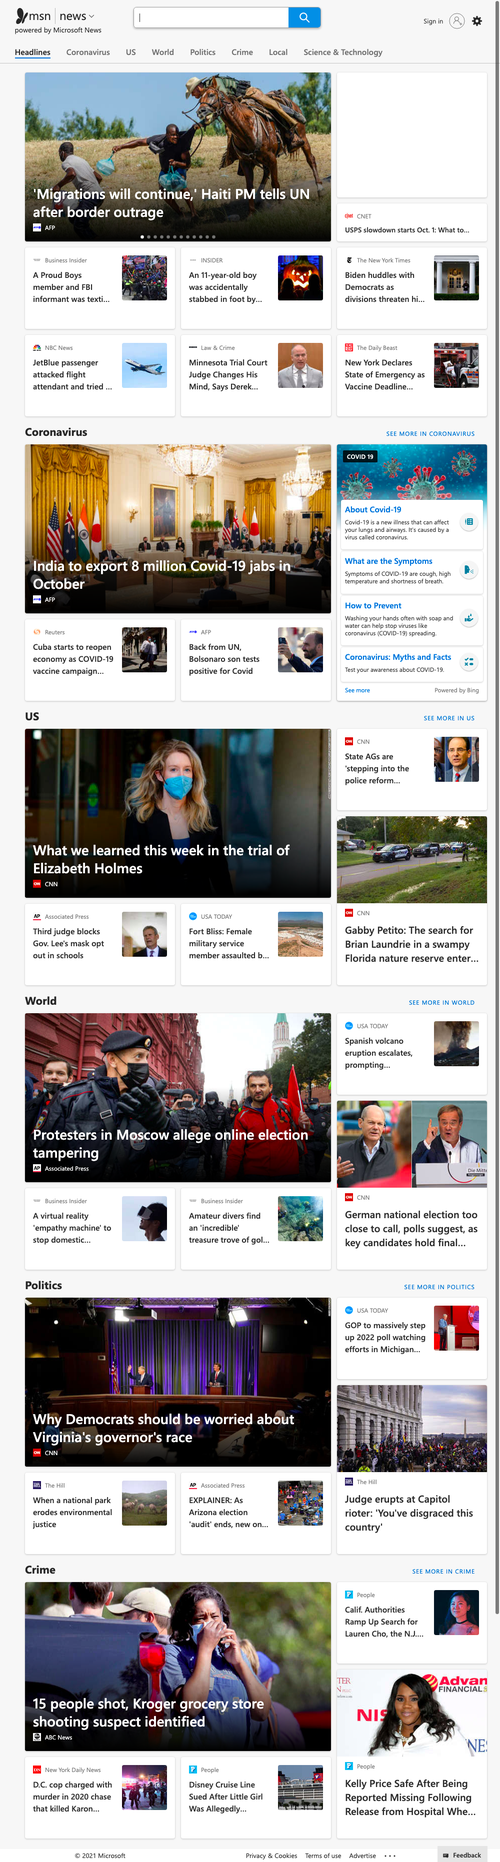 msn | news
powered by Microsoft News
Sign in
Headlines Coronavirus US World Politics Crime Local Science & Technology
'Migrations will continue,' Haiti PM tells UN
after border outrage
AFP
CNET
USPS slowdown starts Oct. 1: What to...
Business Insider
A Proud Boys
member and FBI
informant was texti...
INSIDER
An 11-year-old boy
was accidentally
stabbed in foot by...
The New York Times
Biden huddles with
Democrats as
divisions threaten hi...
NBC News
JetBlue passenger
attacked flight
attendant and tried ...
Law & Crime
Minnesota Trial Court
Judge Changes His
Mind, Says Derek...
The Daily Beast
New York Declares
State of Emergency as
Vaccine Deadline...
Coronavirus
SEE MORE IN CORONAVIRUS
India to export 8 million Covid-19 jabs in
October
AFP
COVID 19
About Covid-19
Covid-19 is a new illness that can affect
your lungs and airways. It's caused by a
virus called coronavirus.
What are the Symptoms
Symptoms of COVID-19 are cough, high
temperature and shortness of breath.
How to Prevent
Washing your hands often with soap and
water can help stop viruses like
coronavirus (COVID-19) spreading.
Coronavirus: Myths and Facts
Test your awareness about COVID-19.
See more
Powered by Bing
Reuters
Cuba starts to reopen
economy as COVID-19
vaccine campaign...
AFP
Back from UN,
Bolsonaro son tests
positive for Covid
US
SEE MORE IN US
What we learned this week in the trial of
Elizabeth Holmes
CNN
CNN
State AGs are
'stepping into the
police reform...
CNN
Gabby Petito: The search for
Brian Laundrie in a swampy
Florida nature reserve enter...
Associated Press
Third judge blocks
Gov. Lee's mask opt
out in schools
USA TODAY
Fort Bliss: Female
military service
member assaulted b...
World
SEE MORE IN WORLD
Protesters in Moscow allege online election
tampering
Associated Press
USA TODAY
Spanish volcano
eruption escalates,
prompting...
CNN
German national election too
close to call, polls suggest, as
key candidates hold final...
Business Insider
A virtual reality
'empathy machine' to
stop domestic...
Business Insider
Amateur divers find
an 'incredible'
treasure trove of gol...
Politics
SEE MORE IN POLITICS
Why Democrats should be worried about
Virginia's governor's race
CNN
USA TODAY
GOP to massively step
up 2022 poll watching
efforts in Michigan...
The Hill
Judge erupts at Capitol
rioter: 'You've disgraced this
country'
The Hill
When a national park
erodes environmental
justice
Associated Press
EXPLAINER: As
Arizona election
'audit' ends, new on...
Crime
SEE MORE IN CRIME
15 people shot, Kroger grocery store
shooting suspect identified
ABC News
People
Calif. Authorities
Ramp Up Search for
Lauren Cho, the N.J....
People
Kelly Price Safe After Being
Reported Missing Following
Release from Hospital Whe...
New York Daily News
D.C. cop charged with
murder in 2020 chase
that killed Karon...
People
Disney Cruise Line
Sued After Little Girl
Was Allegedly...
© 2021 Microsoft
Privacy & Cookies Terms of use Advertise ...
Feedback